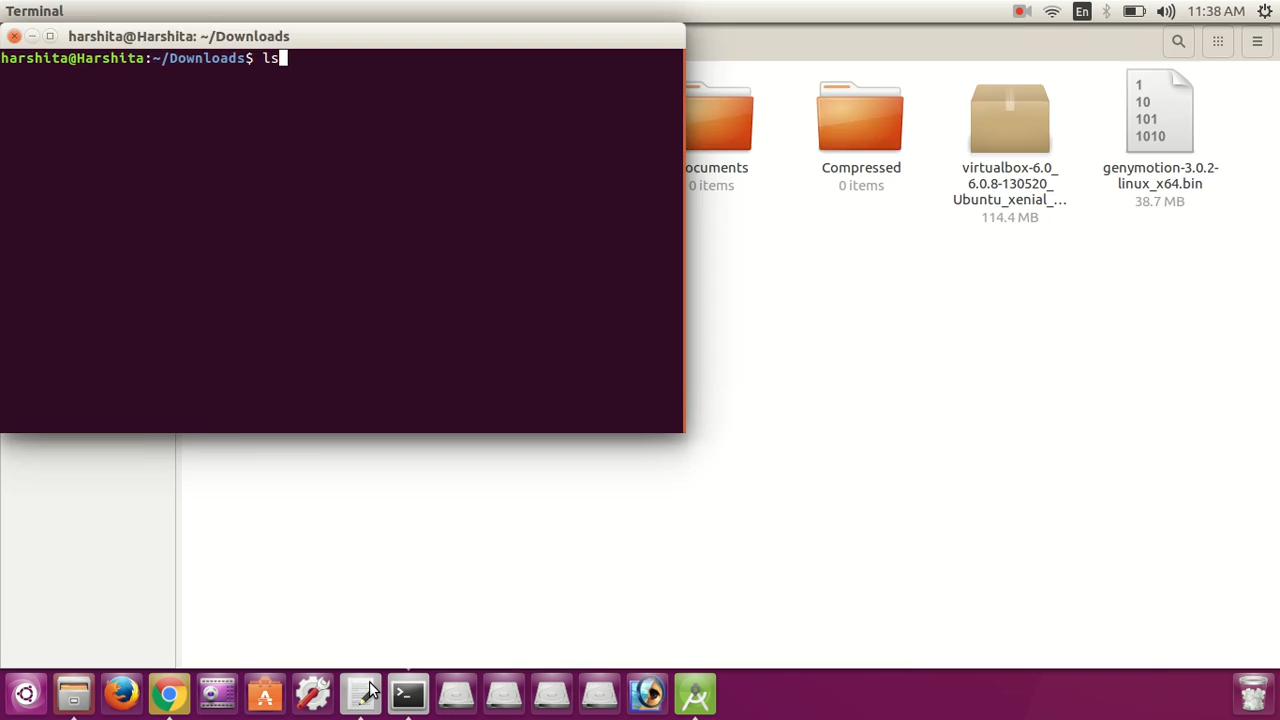 Terminal
En
11:38 AM
harshita@Harshita: ~/Downloads
harshita@Harshita:~/Downloads$ ls
ocuments
0 items
Compressed
0 items
virtualbox-6.0_
6.0.8-130520_
Ubuntu_xenial_...
114.4 MB
1
10
101
1010
genymotion-3.0.2-
linux_x64.bin
38.7 MB